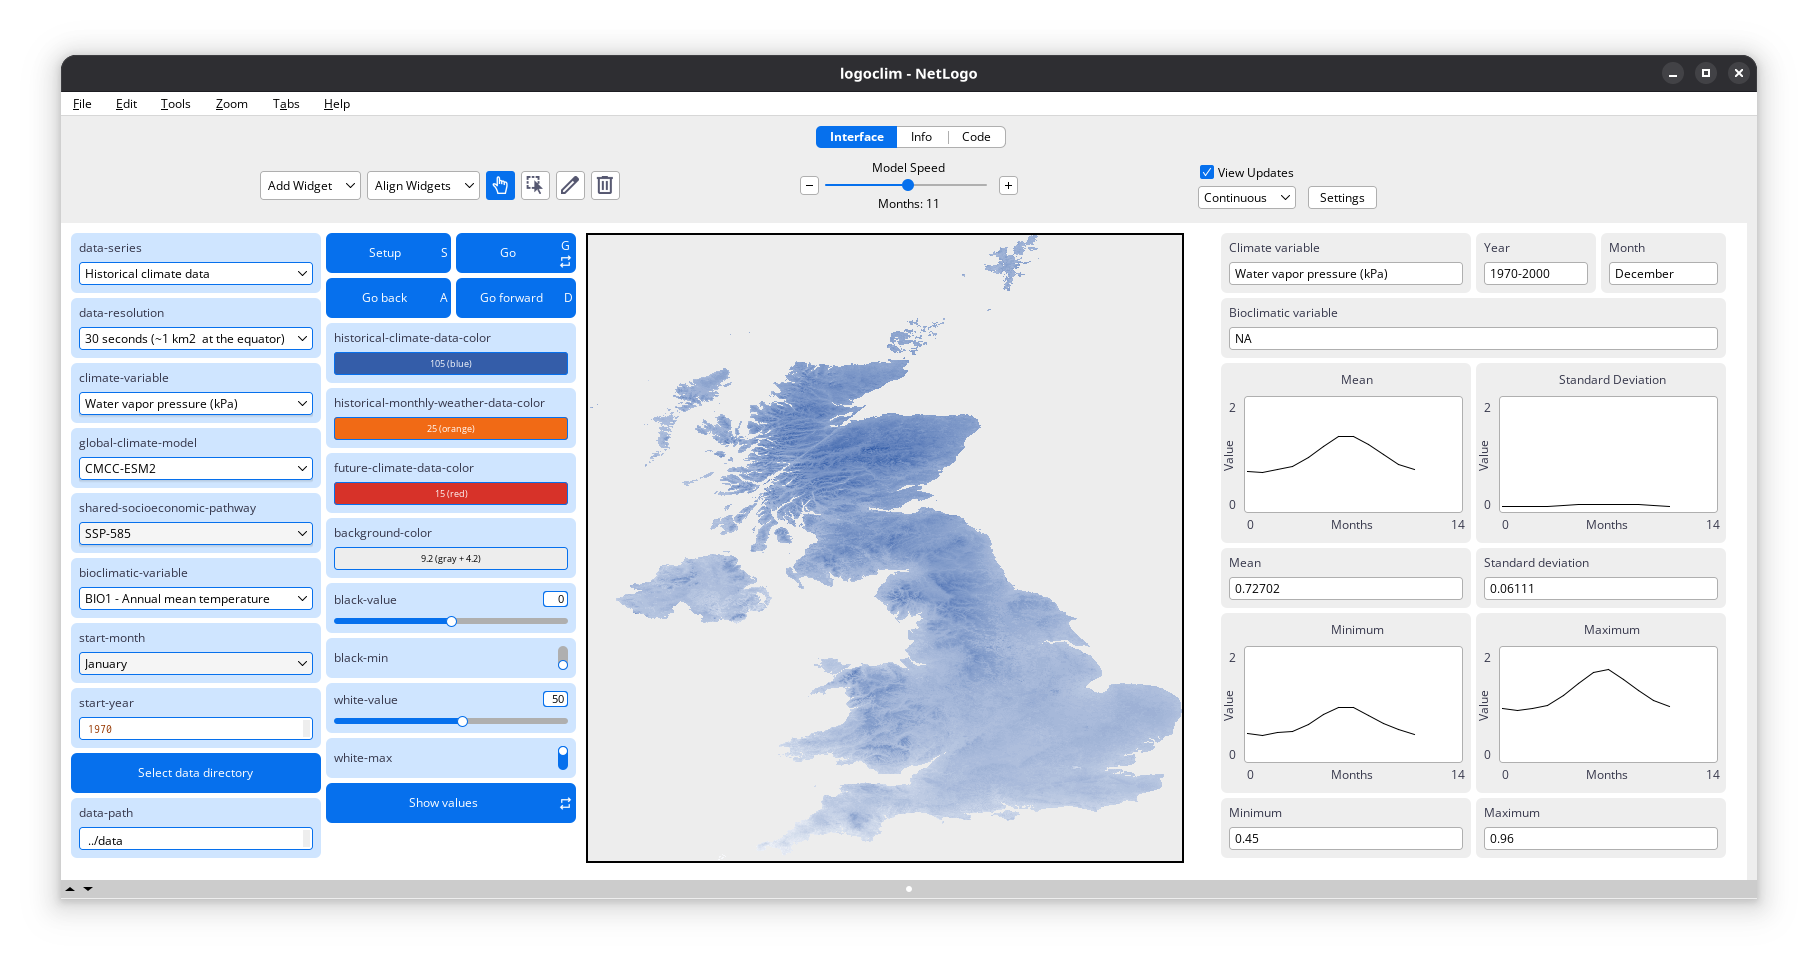 logoclim - NetLogo
File Edit Tools Zoom Tabs Help
Interface Info Code
Add Widget Align Widgets
Model Speed
Months: 11
View Updates
Continuous Settings
data-series
Historical climate data
data-resolution
30 seconds (~1 km2  at the equator)
climate-variable
Water vapor pressure (kPa)
global-climate-model
CMCC-ESM2
shared-socioeconomic-pathway
SSP-585
bioclimatic-variable
BIO1 - Annual mean temperature
start-month
January
start-year
1970
Select data directory
data-path
../data
Setup S
Go G
Go back A
Go forward D
historical-climate-data-color
105 (blue)
historical-monthly-weather-data-color
25 (orange)
future-climate-data-color
15 (red)
background-color
9.2 (gray + 4.2)
black-value 0
black-min
white-value 50
white-max
Show values
Climate variable
Water vapor pressure (kPa)
Year
1970-2000
Month
December
Bioclimatic variable
NA
Mean
2
Value
0
0 Months 14
Standard Deviation
2
Value
0
0 Months 14
Mean
0.72702
Standard deviation
0.06111
Minimum
2
Value
0
0 Months 14
Maximum
2
Value
0
0 Months 14
Minimum
0.45
Maximum
0.96